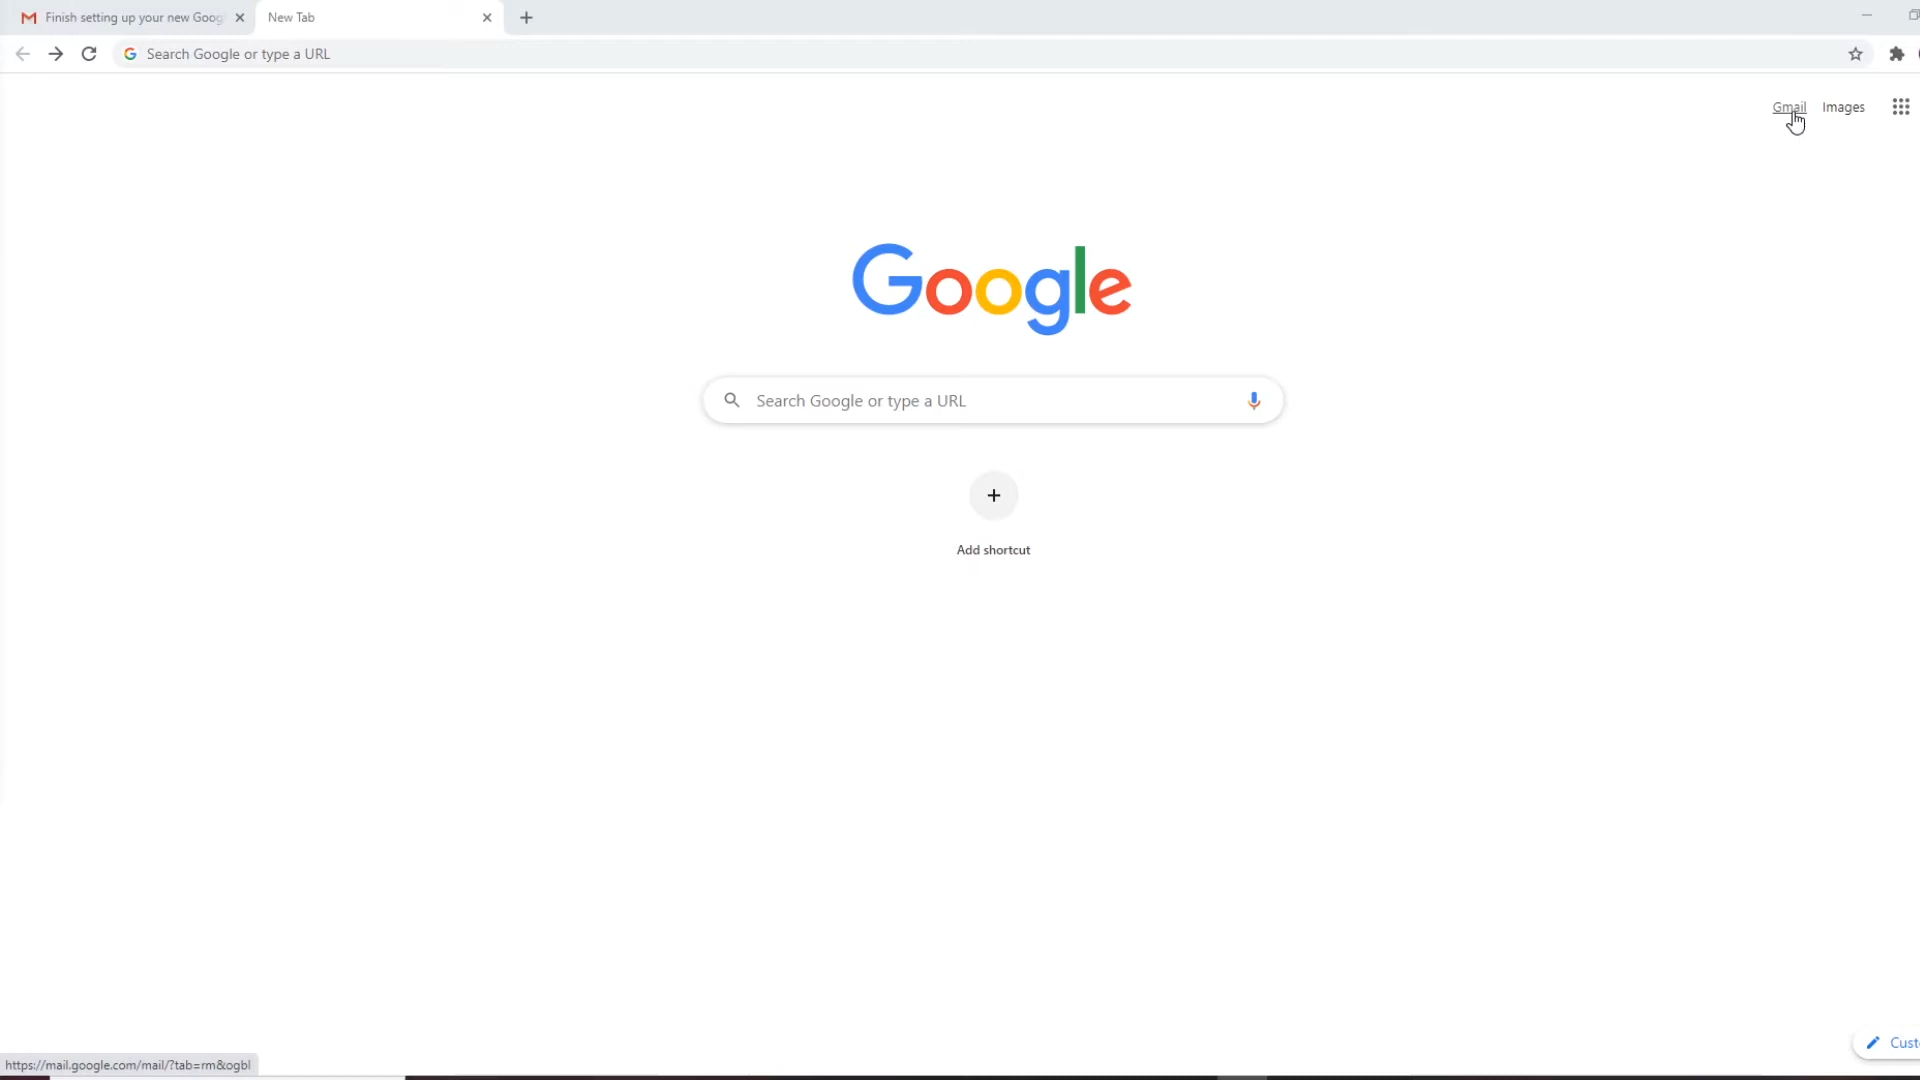 Finish setting up your new Goog
New Tab
Search Google or type a URL
Gmail
Images
Google
Search Google or type a URL
Add shortcut
Cust
https://mail.google.com/mail/?tab=rm&ogbl